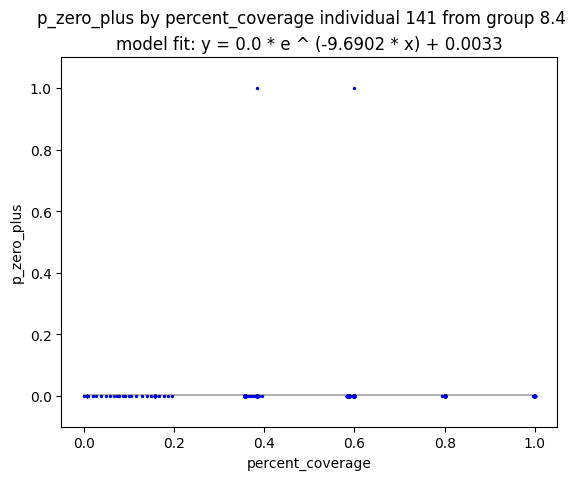 p_zero_plus by percent_coverage individual 141 from group 8.4
model fit: y = 0.0 * e ^ (-9.6902 * x) + 0.0033
1.0
0.8
0.6
0.4
0.2
0.0
p_zero_plus
0.0 0.2 0.4 0.6 0.8 1.0
percent_coverage